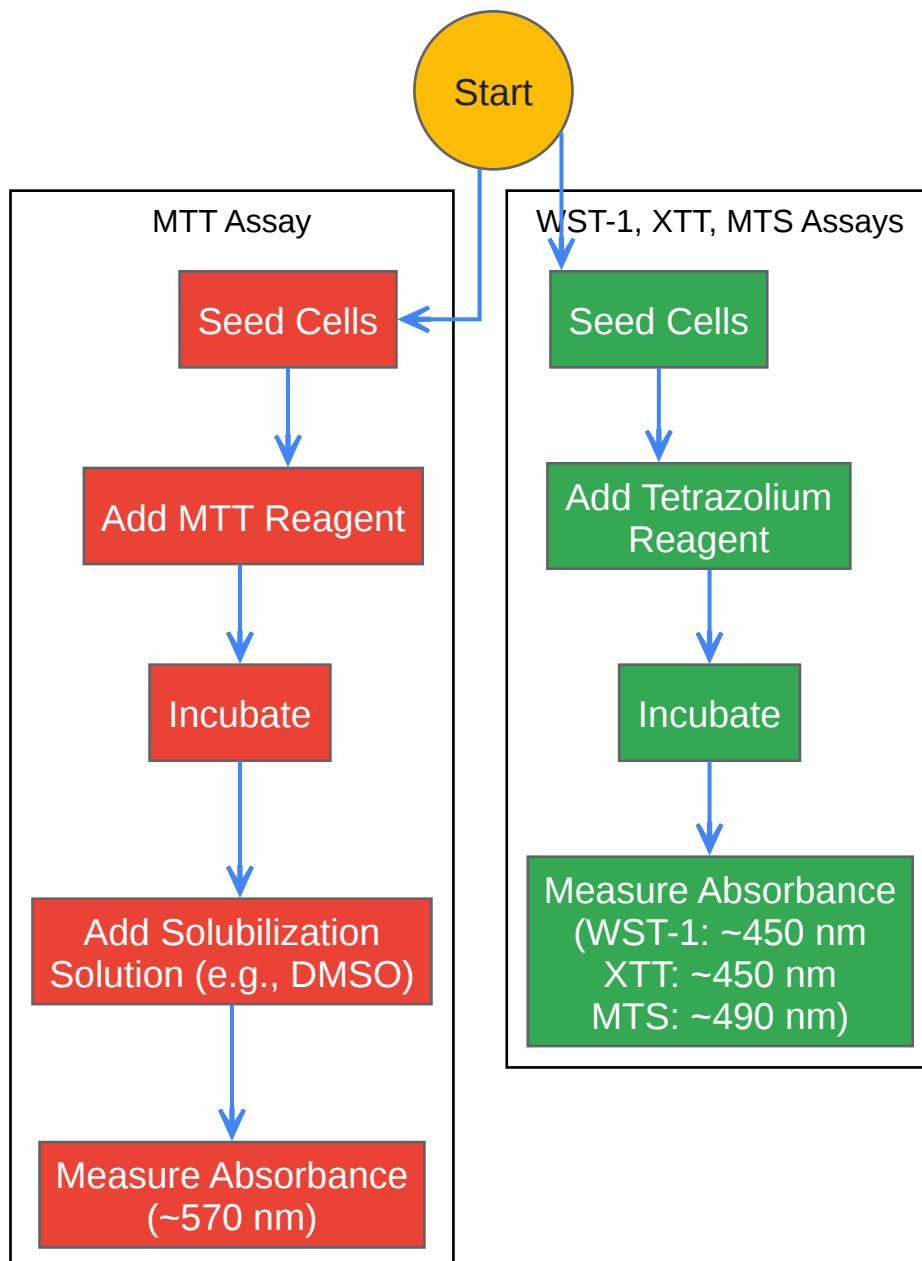 Start
MTT Assay
Seed Cells
Add MTT Reagent
Incubate
Add Solubilization
Solution (e.g., DMSO)
Measure Absorbance
(~570 nm)
WST-1, XTT, MTS Assays
Seed Cells
Add Tetrazolium
Reagent
Incubate
Measure Absorbance
(WST-1: ~450 nm
XTT: ~450 nm
MTS: ~490 nm)